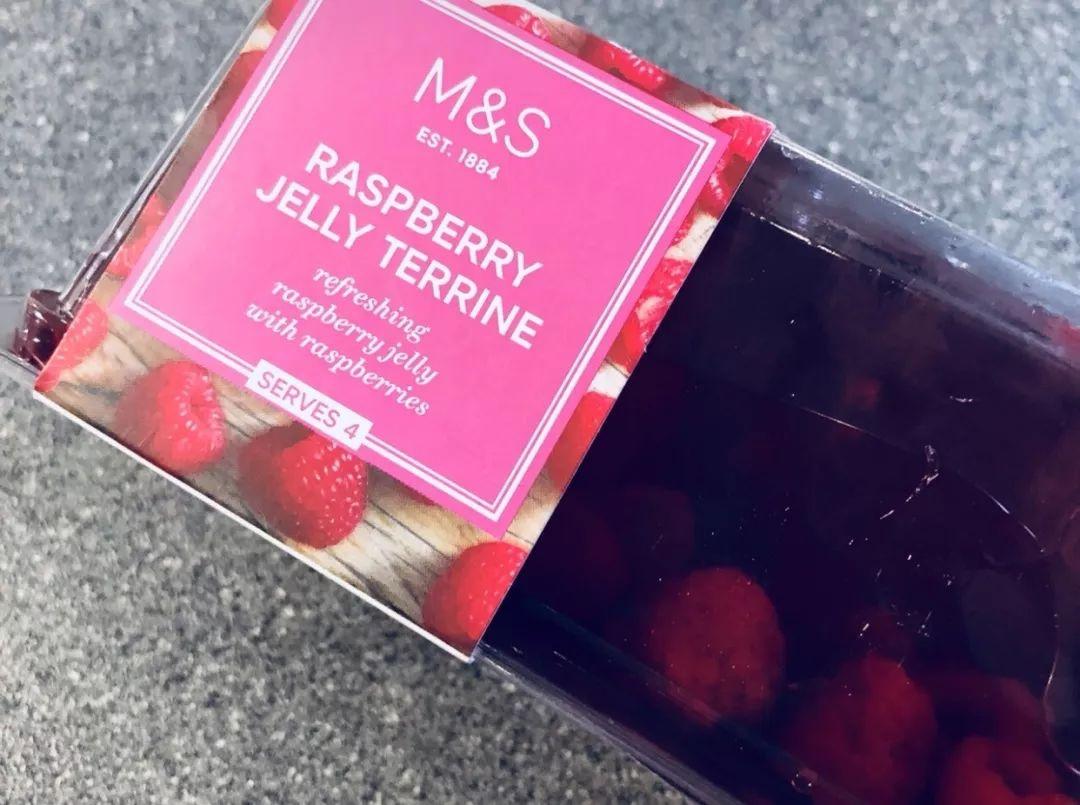 M&S
EST. 1884
RASPBERRY
JELLY TERRINE
refreshing
raspberry jelly
with raspberries
SERVES 4